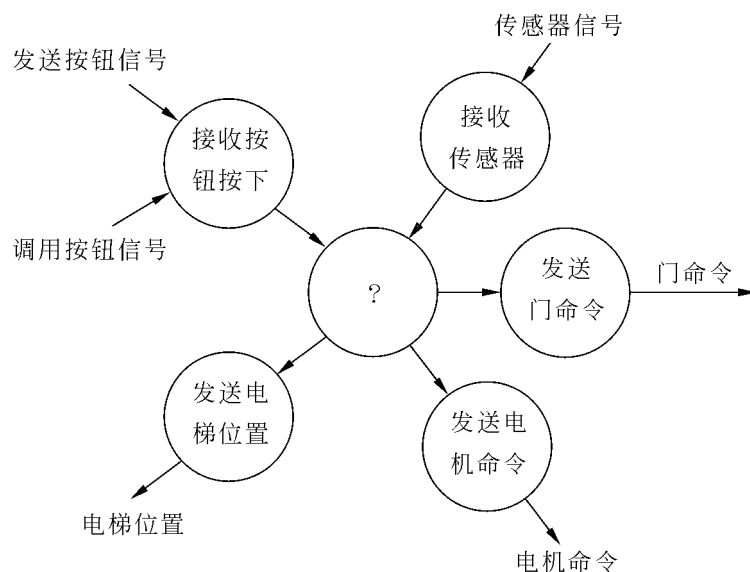 传感器信号
发送按钮信号
接收按
钮按下
接收
传感器
调用按钮信号
?
发送
门命令
门命令
发送电
梯位置
发送电
机命令
电梯位置
电机命令